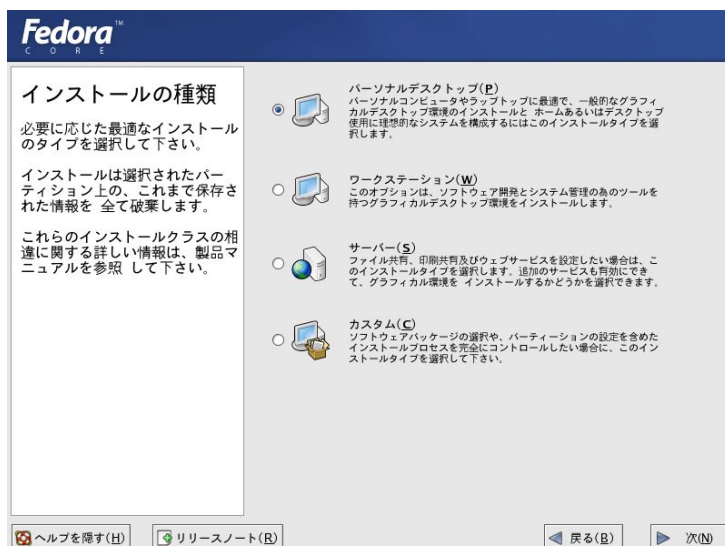 Fedora™
CORE
インストールの種類
必要に応じた最適なインストール
のタイプを選択して下さい。
インストールは選択されたパー
ティション上の、これまで保存さ
れた情報を 全て破棄します。
これらのインストールクラスの相
違に関する詳しい情報は、製品マ
ニュアルを参照 して下さい。
パーソナルデスクトップ(P)
パーソナルコンピュータやラップトップに最適で、一般的なグラフィ
カルデスクトップ環境のインストールと ホームあるいはデスクトップ
使用に理想的なシステムを構成するにはこのインストールタイプを選
択します。
ワークステーション(W)
このオプションは、ソフトウェア開発とシステム管理の為のツールを
持つグラフィカルデスクトップ環境をインストールします。
サーバー(S)
ファイル共有、印刷共有及びウェブサービスを設定したい場合は、こ
のインストールタイプを選択します。追加のサービスも有効にでき
て、グラフィカル環境を インストールするかどうかを選択できます。
カスタム(C)
ソフトウェアパッケージの選択や、パーティーションの設定を含めた
インストールプロセスを完全にコントロールしたい場合に、このイン
ストールタイプを選択して下さい。
ヘルプを隠す(H)
リリースノート(R)
戻る(B)
次(N)